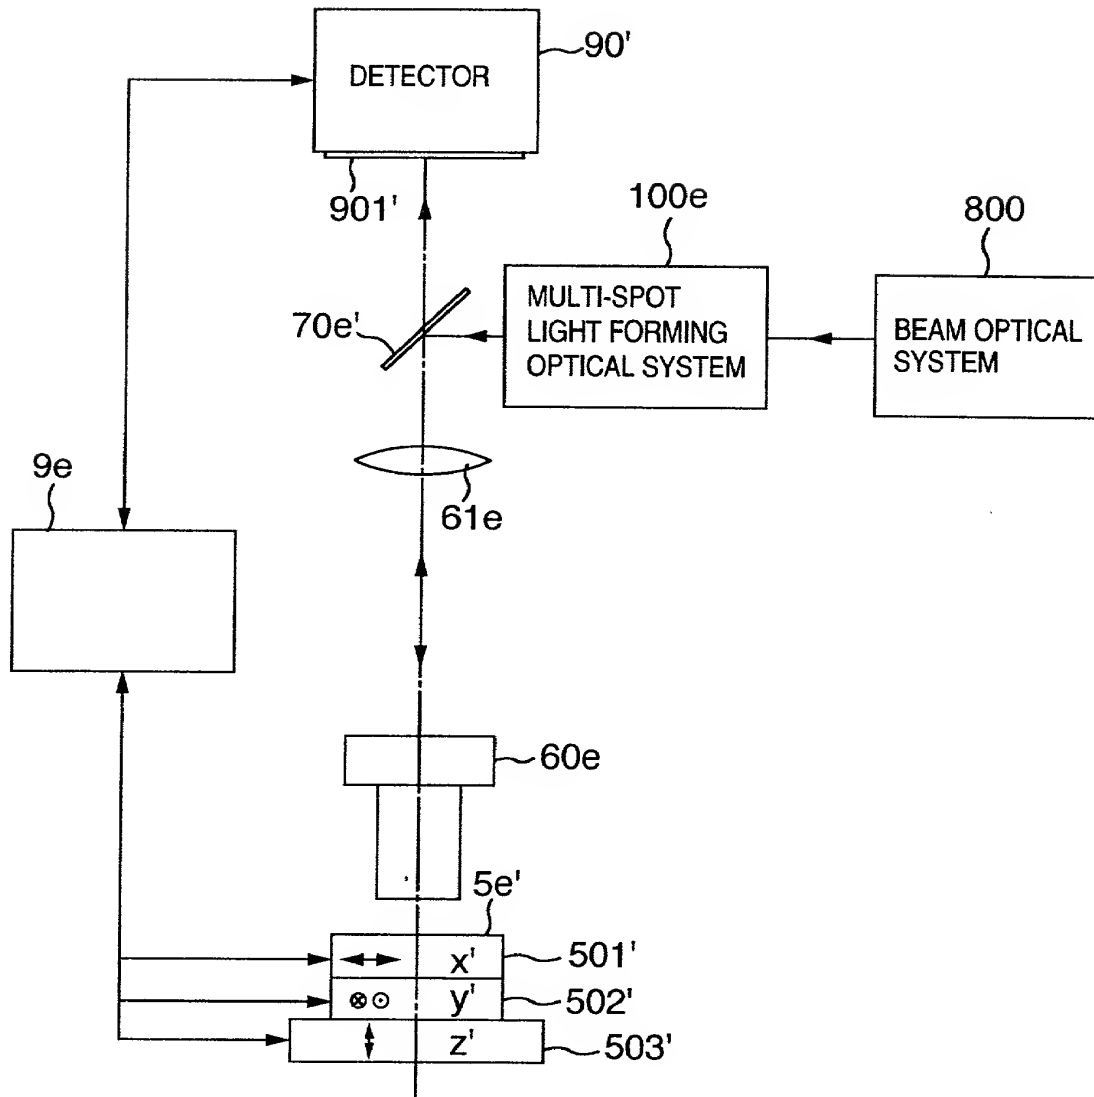 90'
DETECTOR
901'
100e
800
MULTI-SPOT
LIGHT FORMING
OPTICAL SYSTEM
BEAM OPTICAL
SYSTEM
70e'
61e
9e
60e
5e'
x'
501'
y'
502'
z'
503'